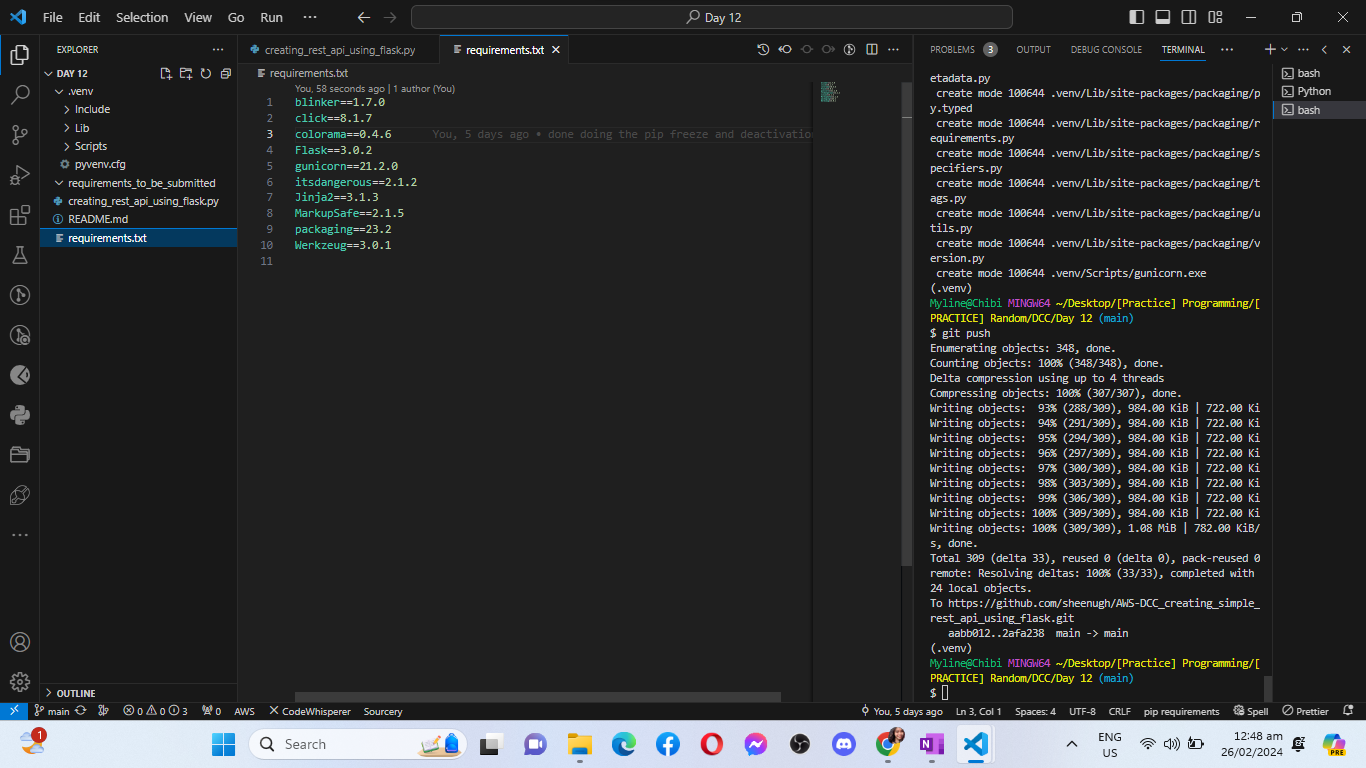 File Edit Selection View Go Run ···
Day 12
EXPLORER ···
DAY 12
.venv
Include
Lib
Scripts
pyvenv.cfg
requirements_to_be_submitted
creating_rest_api_using_flask.py
README.md
requirements.txt
OUTLINE
creating_rest_api_using_flask.py requirements.txt
requirements.txt
You, 58 seconds ago | 1 author (You)
1 blinker==1.7.0
2 click==8.1.7
3 colorama==0.4.6 You, 5 days ago • done doing the pip freeze and deactivation
4 Flask==3.0.2
5 gunicorn==21.2.0
6 itsdangerous==2.1.2
7 Jinja2==3.1.3
8 MarkupSafe==2.1.5
9 packaging==23.2
10 Werkzeug==3.0.1
11
PROBLEMS 3 OUTPUT DEBUG CONSOLE TERMINAL ···
etadata.py
create mode 100644 .venv/Lib/site-packages/packaging/p
y.typed
create mode 100644 .venv/Lib/site-packages/packaging/r
equirements.py
create mode 100644 .venv/Lib/site-packages/packaging/s
pecifiers.py
create mode 100644 .venv/Lib/site-packages/packaging/t
ags.py
create mode 100644 .venv/Lib/site-packages/packaging/u
tils.py
create mode 100644 .venv/Lib/site-packages/packaging/v
ersion.py
create mode 100644 .venv/Scripts/gunicorn.exe
(.venv)
Myline@Chibi MINGW64 ~/Desktop/[Practice] Programming/[
PRACTICE] Random/DCC/Day 12 (main)
$ git push
Enumerating objects: 348, done.
Counting objects: 100% (348/348), done.
Delta compression using up to 4 threads
Compressing objects: 100% (307/307), done.
Writing objects: 93% (288/309), 984.00 KiB | 722.00 Ki
Writing objects: 94% (291/309), 984.00 KiB | 722.00 Ki
Writing objects: 95% (294/309), 984.00 KiB | 722.00 Ki
Writing objects: 96% (297/309), 984.00 KiB | 722.00 Ki
Writing objects: 97% (300/309), 984.00 KiB | 722.00 Ki
Writing objects: 98% (303/309), 984.00 KiB | 722.00 Ki
Writing objects: 99% (306/309), 984.00 KiB | 722.00 Ki
Writing objects: 100% (309/309), 984.00 KiB | 722.00 Ki
Writing objects: 100% (309/309), 1.08 MiB | 782.00 KiB/
s, done.
Total 309 (delta 33), reused 0 (delta 0), pack-reused 0
remote: Resolving deltas: 100% (33/33), completed with
24 local objects.
To https://github.com/sheenugh/AWS-DCC_creating_simple_
rest_api_using_flask.git
aabb012..2afa238 main -> main
(.venv)
Myline@Chibi MINGW64 ~/Desktop/[Practice] Programming/[
PRACTICE] Random/DCC/Day 12 (main)
$
bash
Python
bash
main 0 0 3 0 AWS CodeWhisperer Sourcery You, 5 days ago Ln 3, Col 1 Spaces: 4 UTF-8 CRLF pip requirements Spell Prettier
1
Search
ENG
US
12:48 am
26/02/2024
PRE